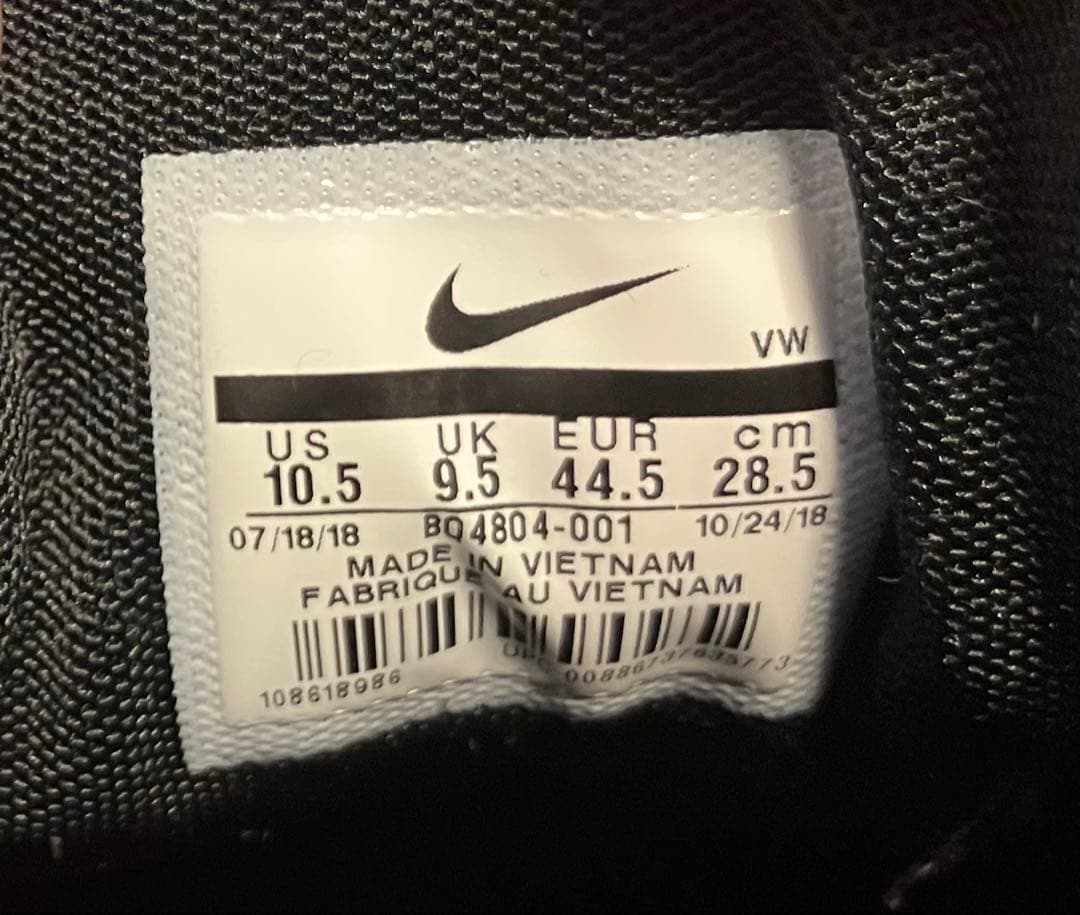 VW
US UK EUR cm
10.5 9.5 44.5 28.5
07/18/18 BQ4804-001 10/24/18
MADE IN VIETNAM
FABRIQUE AU VIETNAM
108618986